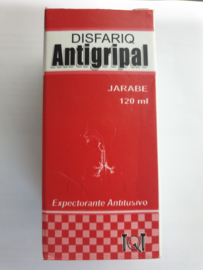 DISFARIQ
Antigripal
JARABE
120 ml
Expectorante Antitusivo